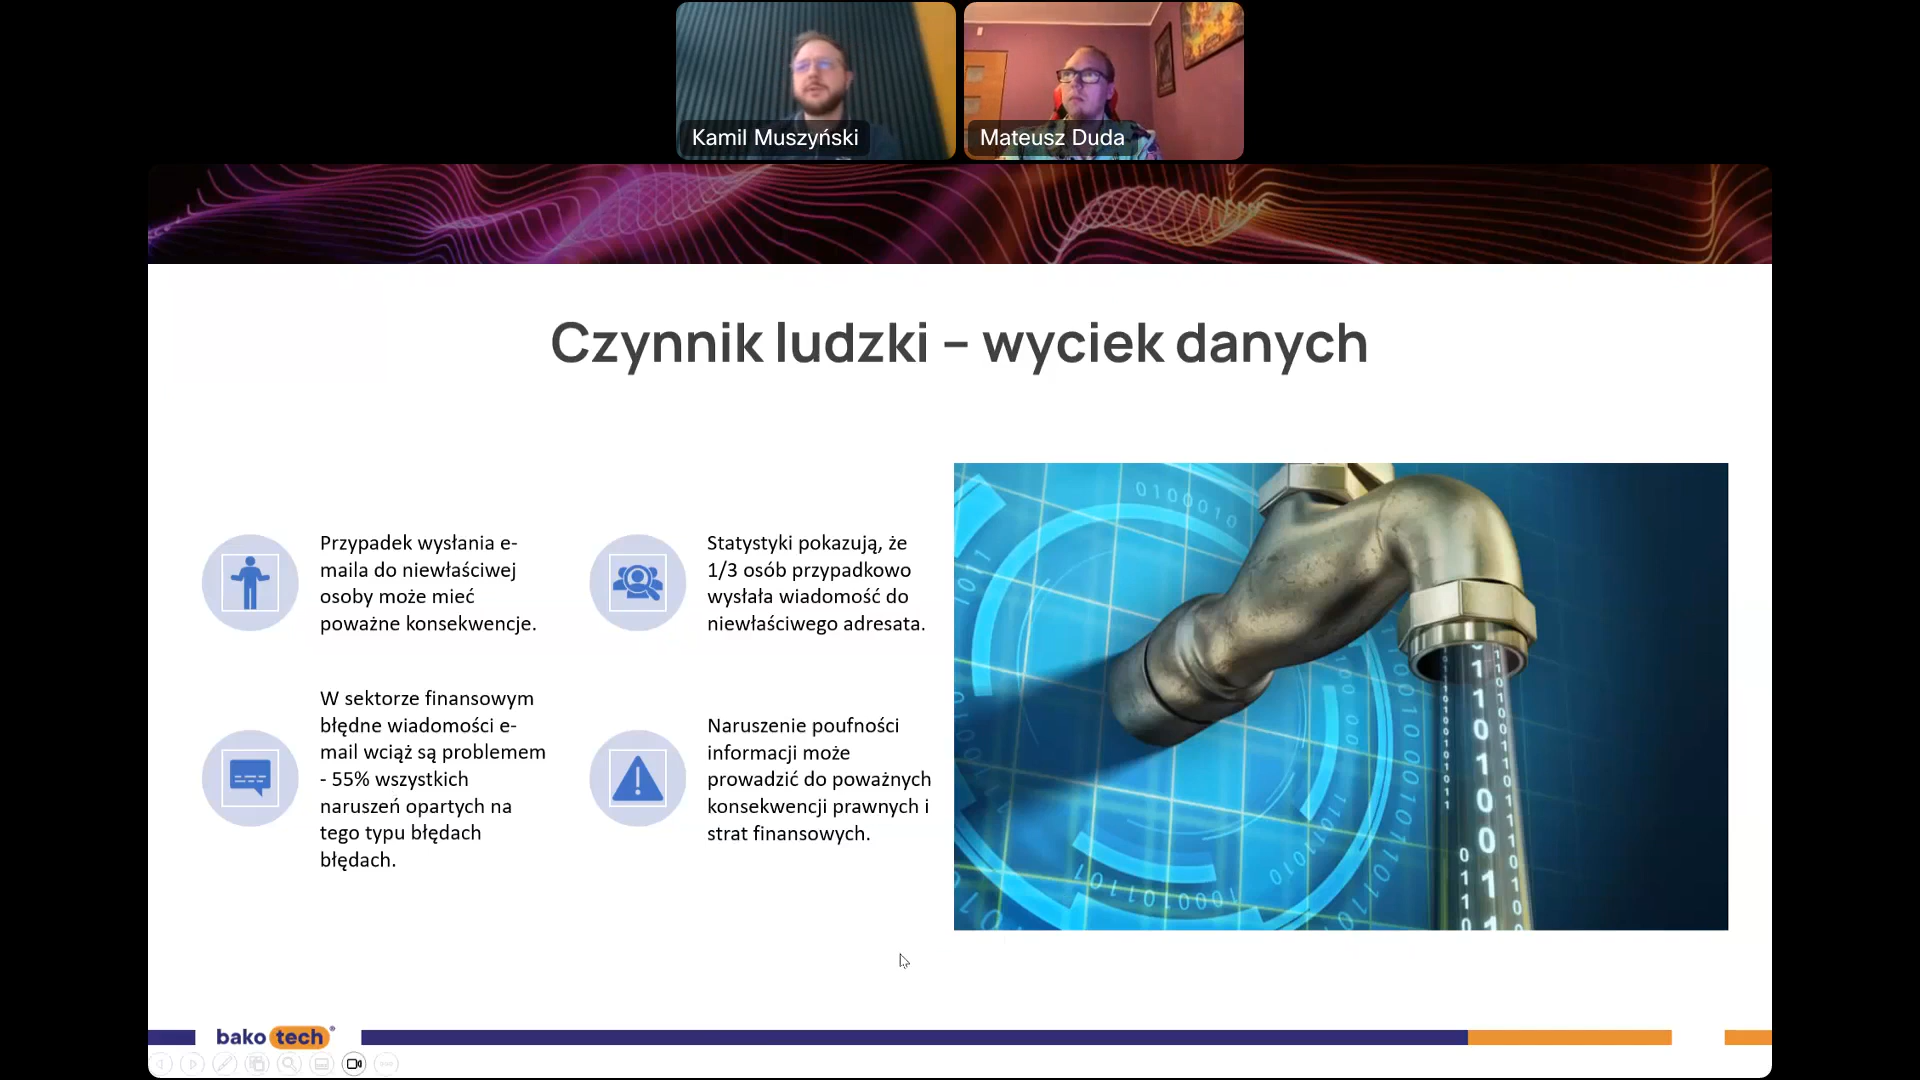 Kamil Muszyński
Mateusz Duda
Czynnik ludzki – wyciek danych
Przypadek wysłania e-
maila do niewłaściwej
osoby może mieć
poważne konsekwencje.
Statystyki pokazują, że
1/3 osób przypadkowo
wysłała wiadomość do
niewłaściwego adresata.
W sektorze finansowym
błędne wiadomości e-
mail wciąż są problemem
- 55% wszystkich
naruszeń opartych na
tego typu błędach
błędach.
Naruszenie poufności
informacji może
prowadzić do poważnych
konsekwencji prawnych i
strat finansowych.
0100010
bakotech®